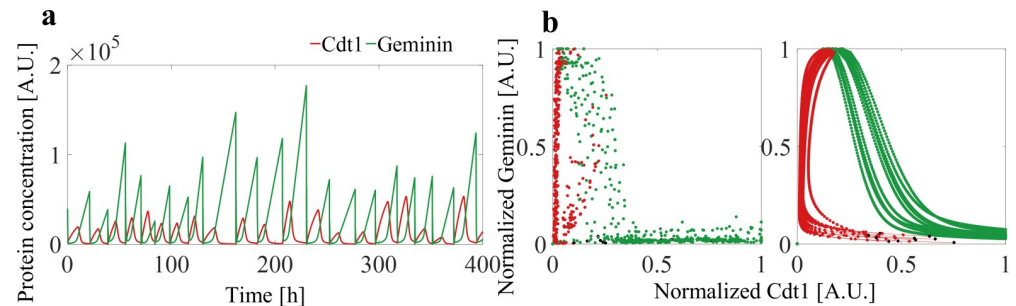 a
b
×10^5
Cdt1 Geminin
Protein concentration [A.U.]
2
1
0
0 100 200 300 400
Time [h]
Normalized Geminin [A.U.]
1
0.5
0
0 0.5 1
1
0.5
0
0 0.5 1
Normalized Cdt1 [A.U.]